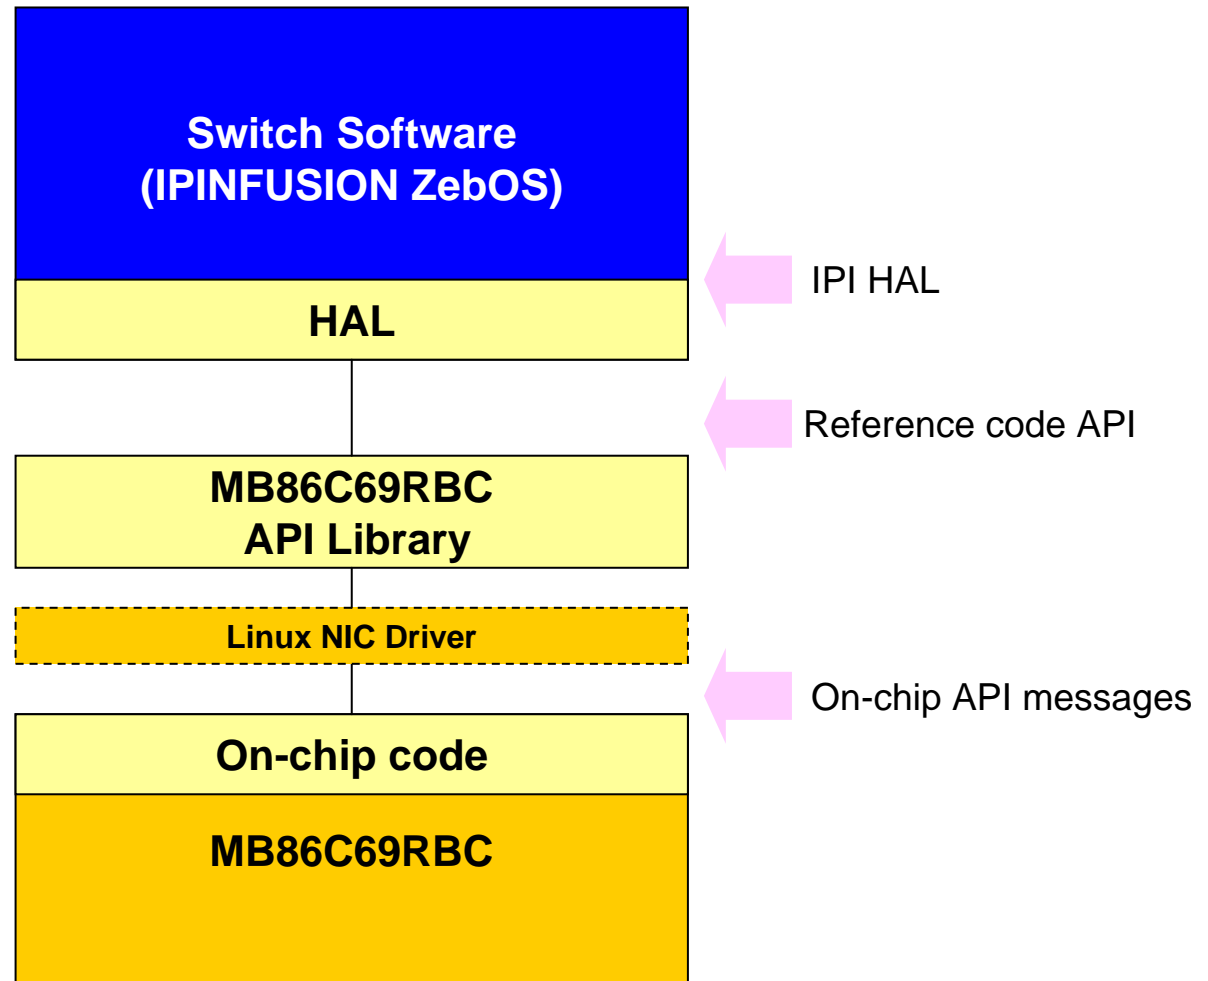 Switch Software
(IPINFUSION ZebOS)
IPI HAL
HAL
Reference code API
MB86C69RBC
API Library
Linux NIC Driver
On-chip API messages
On-chip code
MB86C69RBC